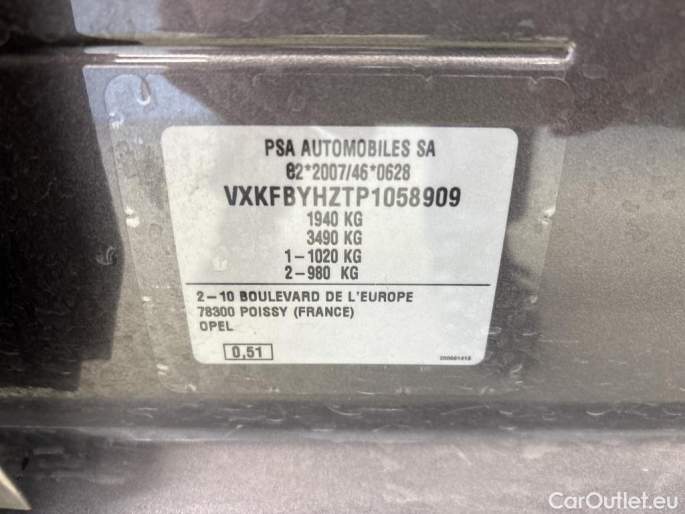 PSA AUTOMOBILES SA
e2*2007/46*0628
VXKFBYHZTP1058909
1940 KG
3490 KG
1-1020 KG
2-980 KG
2-10 BOULEVARD DE L'EUROPE
78300 POISSY (FRANCE)
OPEL
0,51
CarOutlet.eu